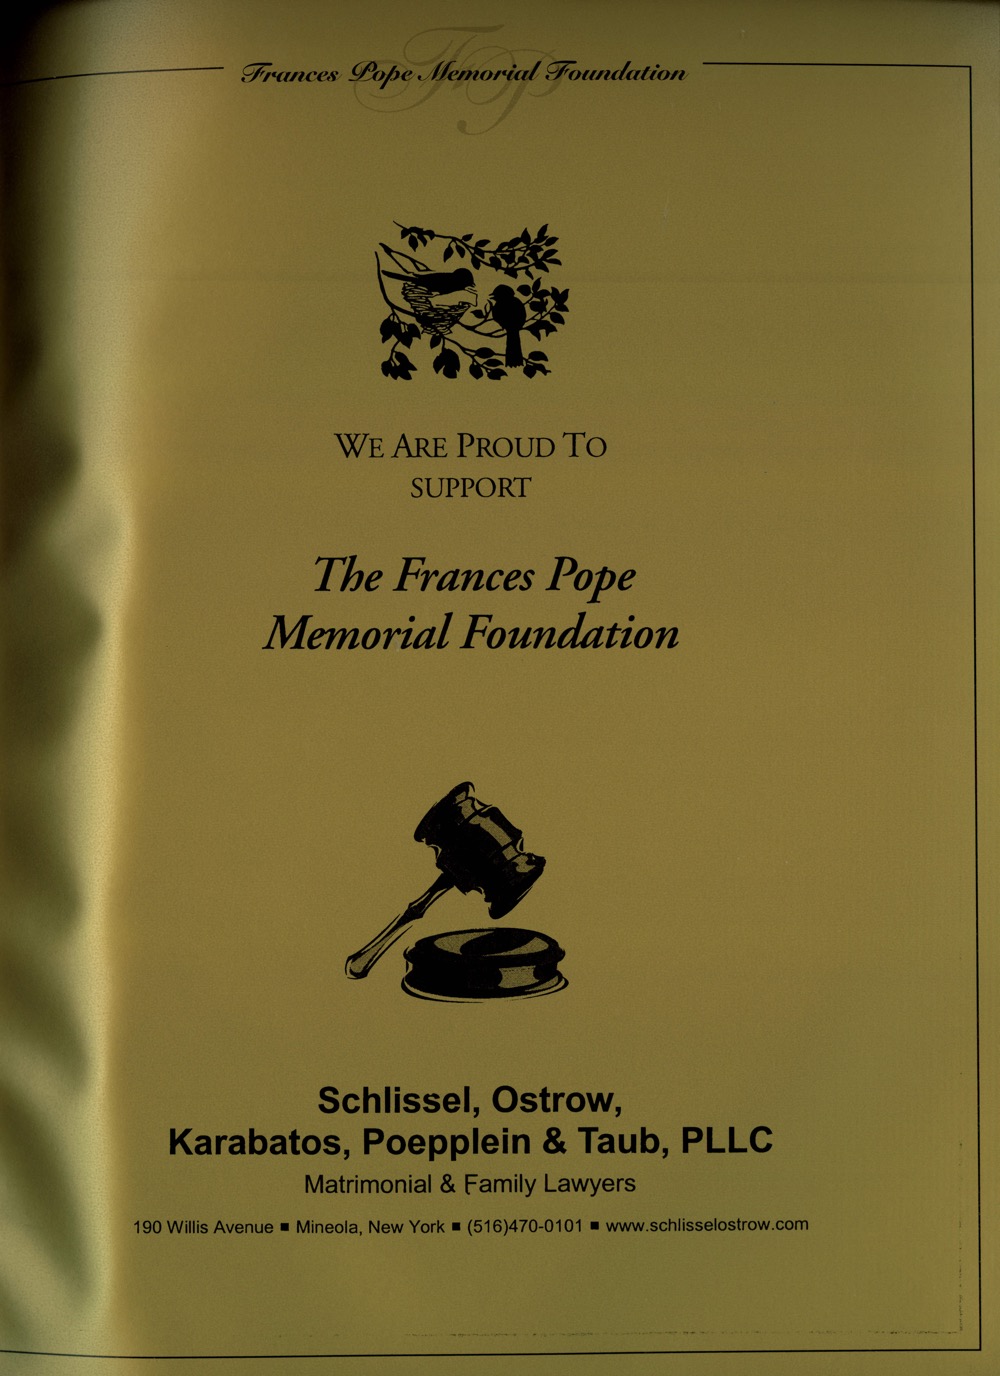 Frances Pope Memorial Foundation
FP
WE ARE PROUD TO
SUPPORT
The Frances Pope
Memorial Foundation
Schlissel, Ostrow,
Karabatos, Poepplein & Taub, PLLC
Matrimonial & Family Lawyers
190 Willis Avenue ■ Mineola, New York ■ (516)470-0101 ■ www.schlisselostrow.com